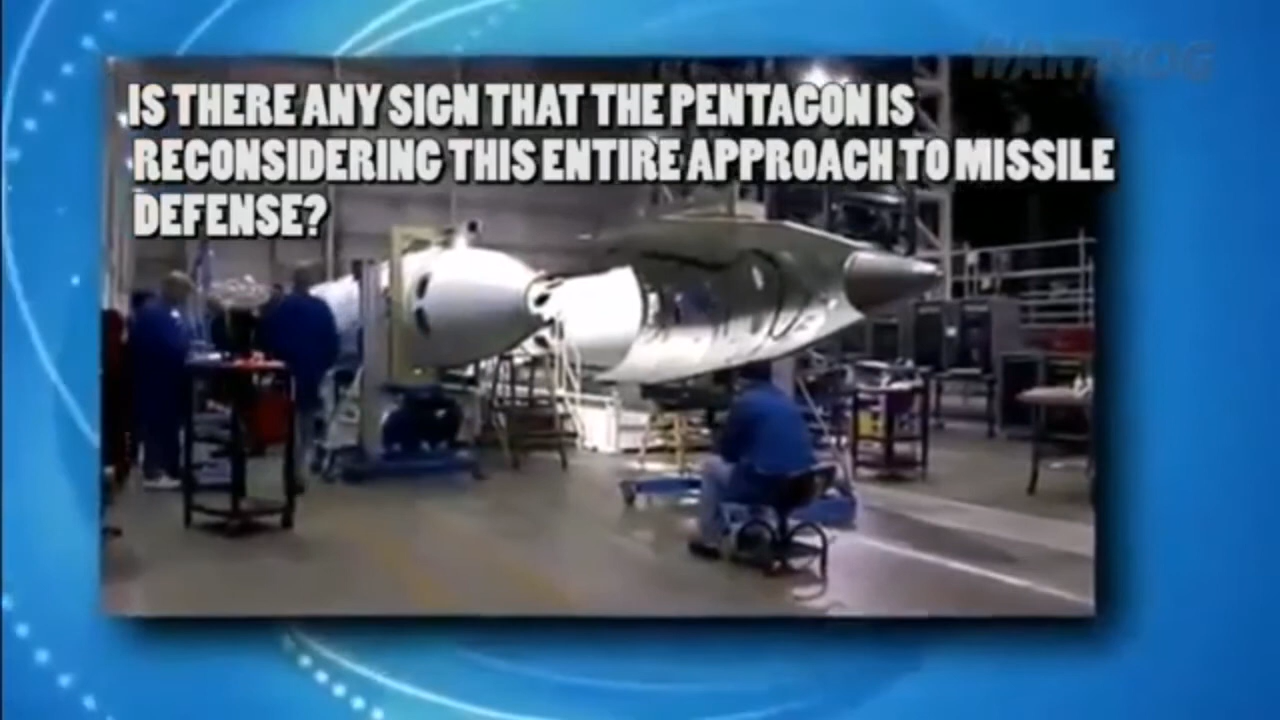 IS THERE ANY SIGN THAT THE PENTAGON IS
RECONSIDERING THIS ENTIRE APPROACH TO MISSILE
DEFENSE?